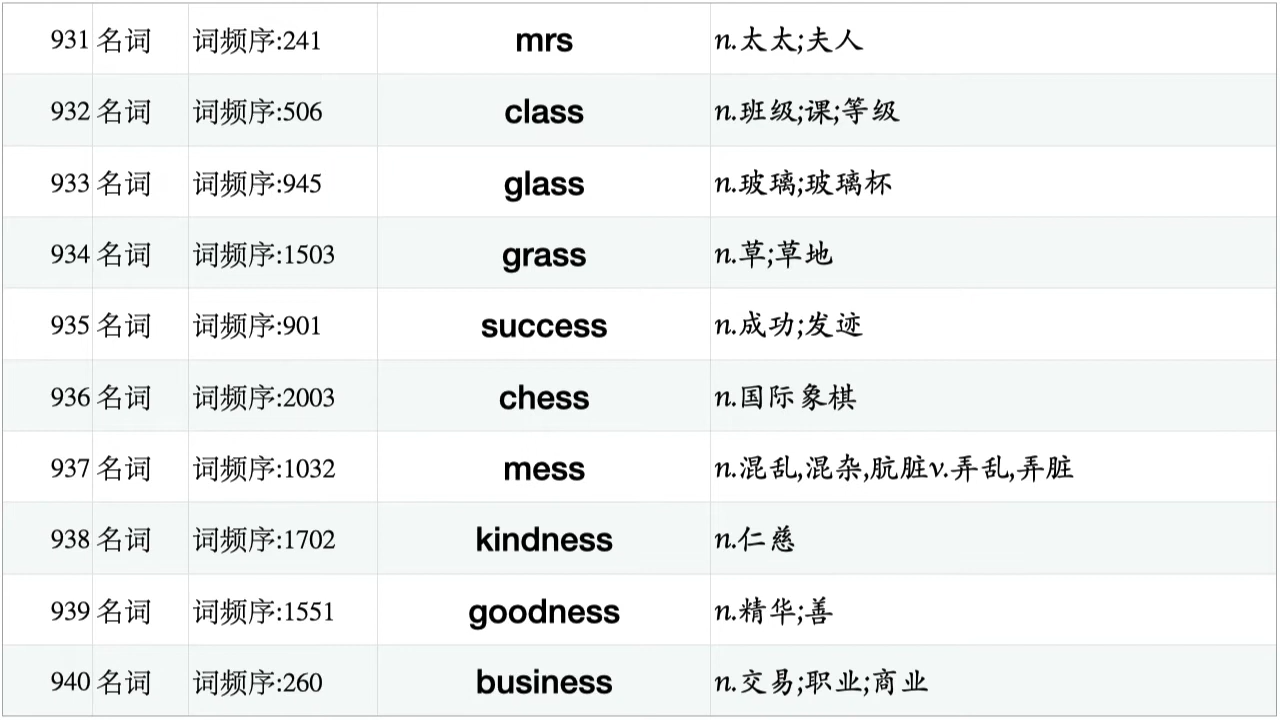 931 名词 词频序:241 mrs n.太太;夫人
932 名词 词频序:506 class n.班级;课;等级
933 名词 词频序:945 glass n.玻璃;玻璃杯
934 名词 词频序:1503 grass n.草;草地
935 名词 词频序:901 success n.成功;发迹
936 名词 词频序:2003 chess n.国际象棋
937 名词 词频序:1032 mess n.混乱,混杂,肮脏v.弄乱,弄脏
938 名词 词频序:1702 kindness n.仁慈
939 名词 词频序:1551 goodness n.精华;善
940 名词 词频序:260 business n.交易;职业;商业